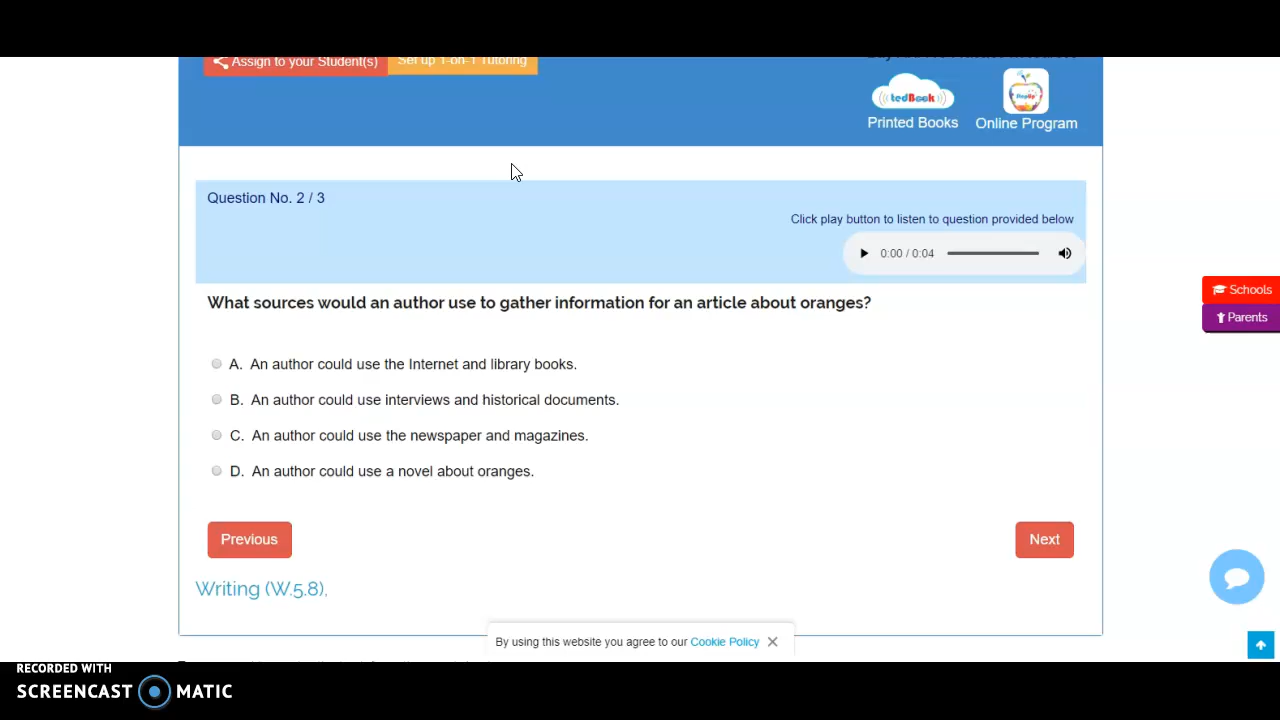 Assign to your Student(s)
Set up 1-on-1 Tutoring
tedBook
Printed Books
Online Program
Question No. 2 / 3
Click play button to listen to question provided below
0:00 / 0:04
What sources would an author use to gather information for an article about oranges?
A. An author could use the Internet and library books.
B. An author could use interviews and historical documents.
C. An author could use the newspaper and magazines.
D. An author could use a novel about oranges.
Previous
Next
Schools
Parents
Writing (W.5.8),
By using this website you agree to our Cookie Policy
RECORDED WITH
SCREENCAST MATIC